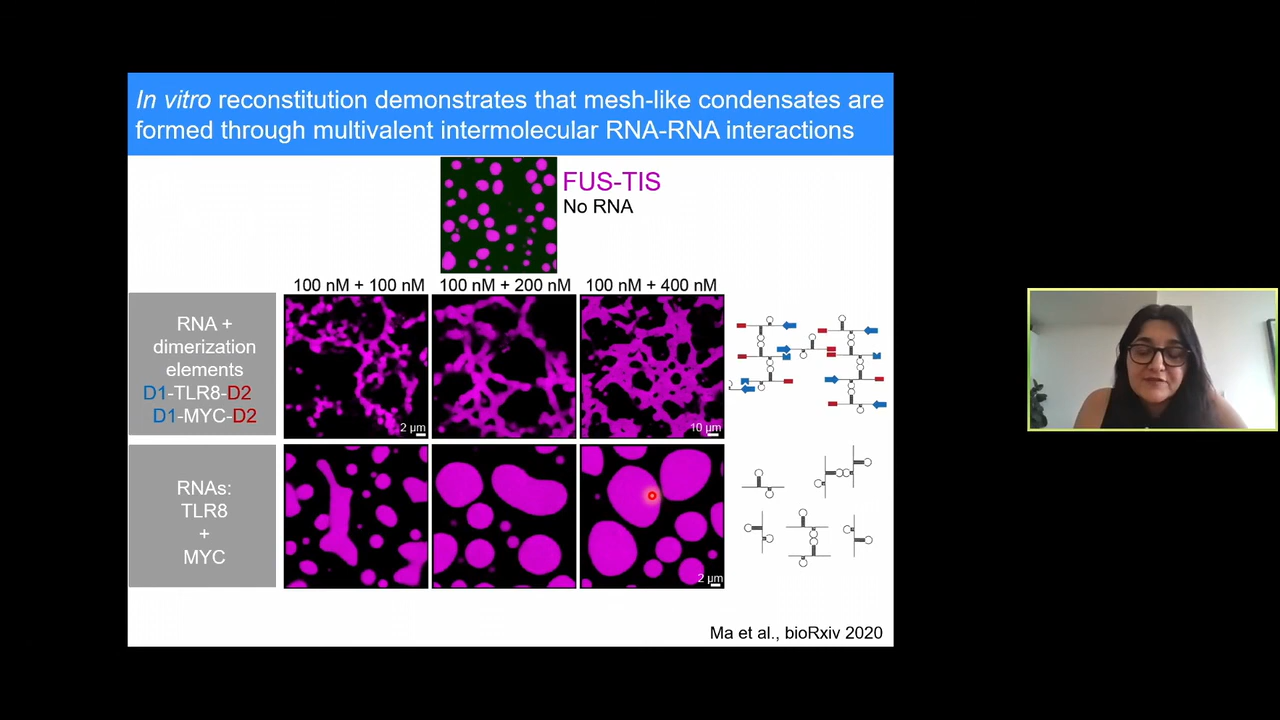 In vitro reconstitution demonstrates that mesh-like condensates are
formed through multivalent intermolecular RNA-RNA interactions
FUS-TIS
No RNA
100 nM + 100 nM
100 nM + 200 nM
100 nM + 400 nM
RNA +
dimerization
elements
D1-TLR8-D2
D1-MYC-D2
2 µm
10 µm
RNAs:
TLR8
+
MYC
2 µm
Ma et al., bioRxiv 2020